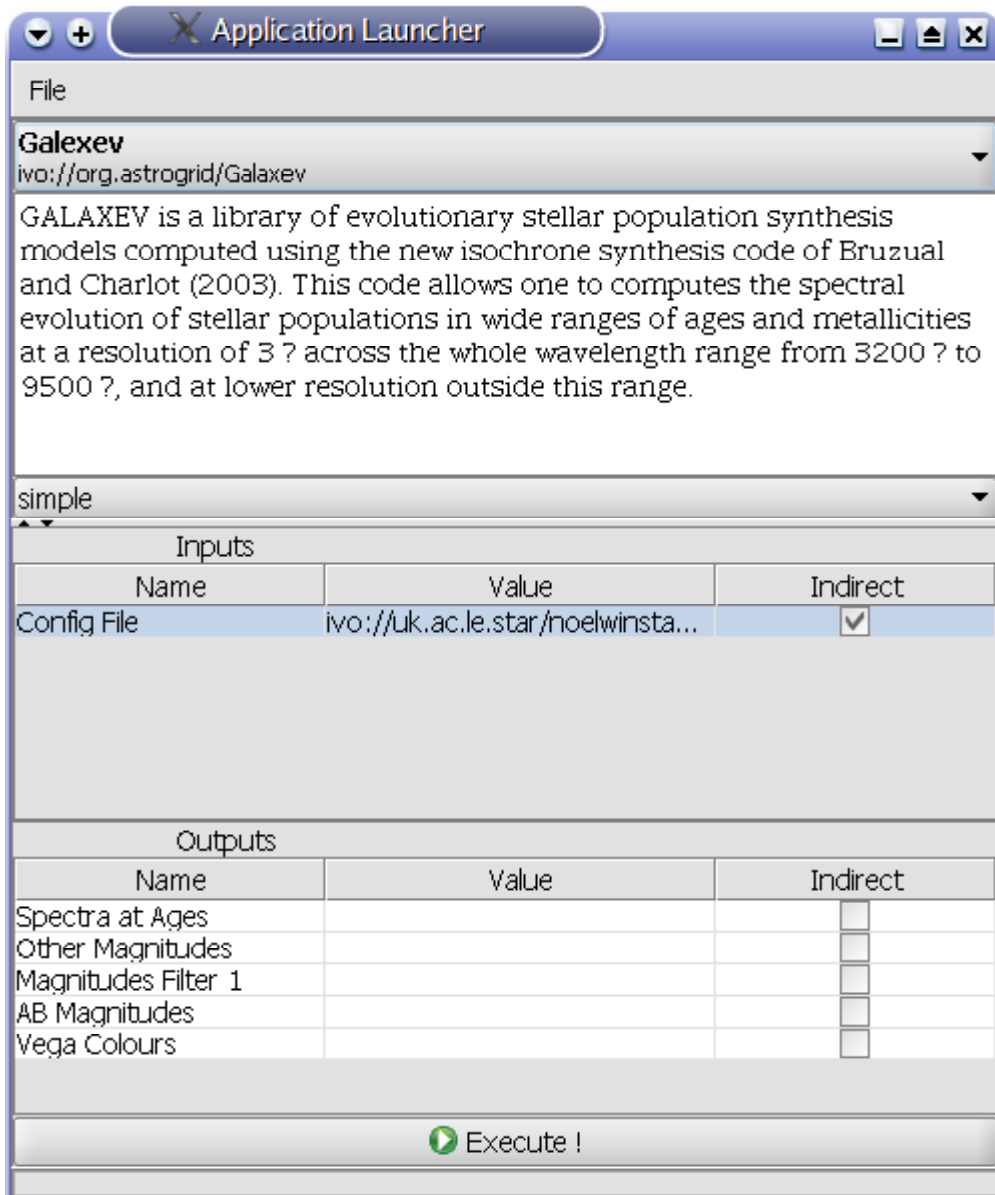 Application Launcher
File
Galexev
ivo://org.astrogrid/Galaxev
GALAXEV is a library of evolutionary stellar population synthesis
models computed using the new isochrone synthesis code of Bruzual
and Charlot (2003). This code allows one to computes the spectral
evolution of stellar populations in wide ranges of ages and metallicities
at a resolution of 3 ? across the whole wavelength range from 3200 ? to
9500 ?, and at lower resolution outside this range.
simple
Inputs
Name Value Indirect
Config File ivo://uk.ac.le.star/noelwinsta...
Outputs
Name Value Indirect
Spectra at Ages
Other Magnitudes
Magnitudes Filter 1
AB Magnitudes
Vega Colours
Execute !